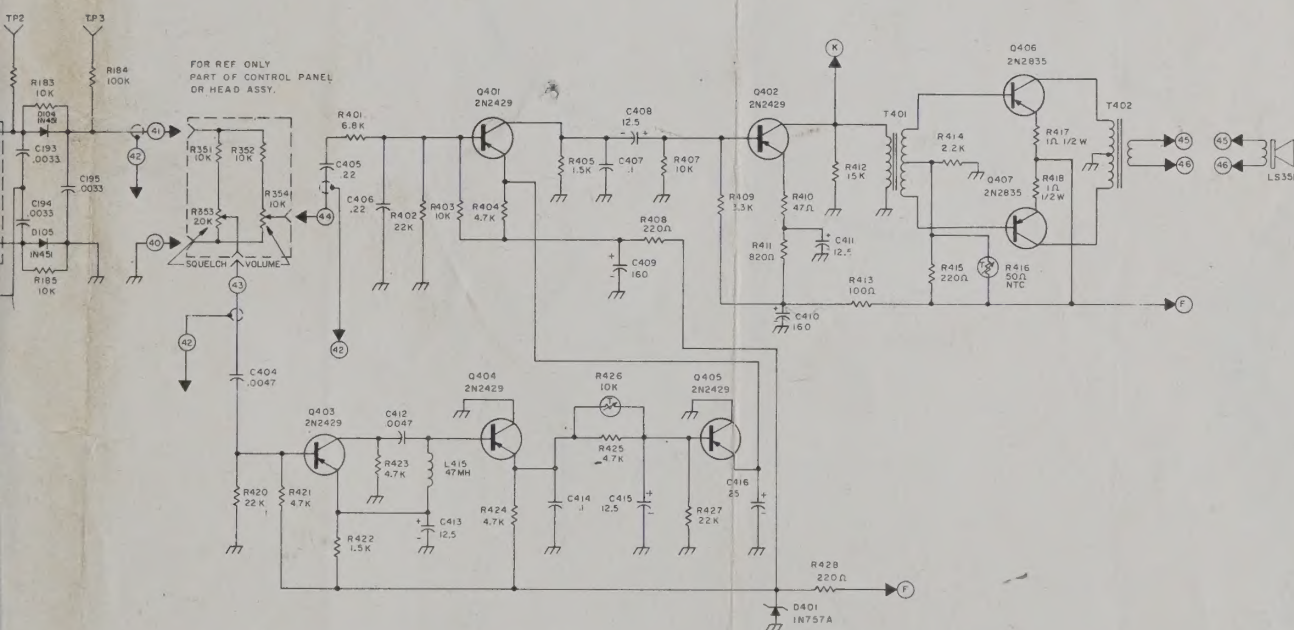 TP2
TP3
R183
10K
D104
1N451
R184
100K
C193
.0033
C195
.0033
C194
.0033
D105
1N451
R185
10K
41
42
40
FOR REF ONLY
PART OF CONTROL PANEL
OR HEAD ASSY.
R351
10K
R352
10K
R353
20K
R354
10K
SQUELCH
VOLUME
43
44
42
42
R401
6.8K
C405
.22
C406
.22
R402
22K
R403
10K
Q401
2N2429
R404
4.7K
R405
1.5K
C407
.1
C408
12.5
- +
R407
10K
R408
220Ω
+
-
C409
160
Q402
2N2429
R409
3.3K
R410
47Ω
R411
820Ω
+
C411
12.5
+
C410
160
K
R412
15K
T401
R413
100Ω
R414
2.2K
R415
220Ω
T
R416
50Ω
NTC
Q406
2N2835
Q407
2N2835
R417
1Ω 1/2W
R418
1Ω
1/2W
T402
45
46
45
46
LS35
F
C404
.0047
Q403
2N2429
R420
22K
R421
4.7K
R422
1.5K
R423
4.7K
C412
.0047
L415
47MH
+
-
C413
12.5
Q404
2N2429
R424
4.7K
C414
.1
R426
10K
T
R425
4.7K
C415
12.5
+
-
Q405
2N2429
R427
22K
C416
25
+
-
R428
220Ω
F
D401
1N757A